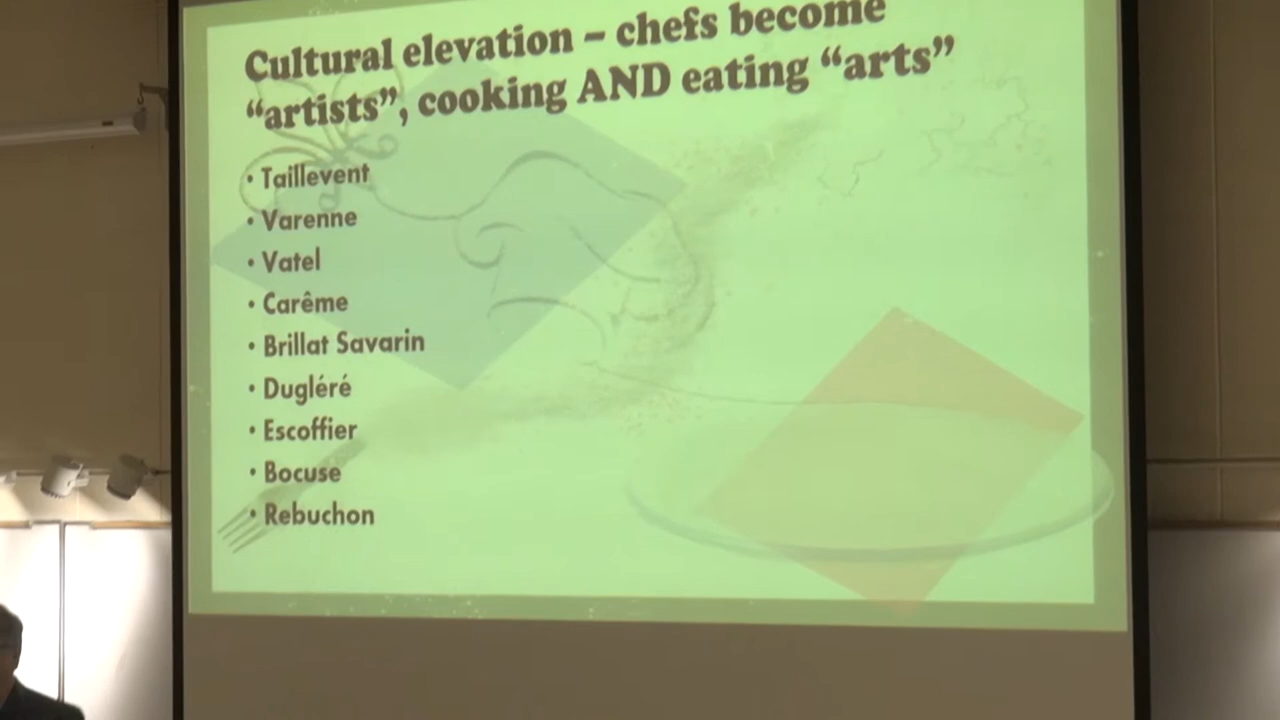 Cultural elevation – chefs become
“artists”, cooking AND eating “arts”
• Taillevent
• Varenne
• Vatel
• Carême
• Brillat Savarin
• Dugléré
• Escoffier
• Bocuse
• Rebuchon